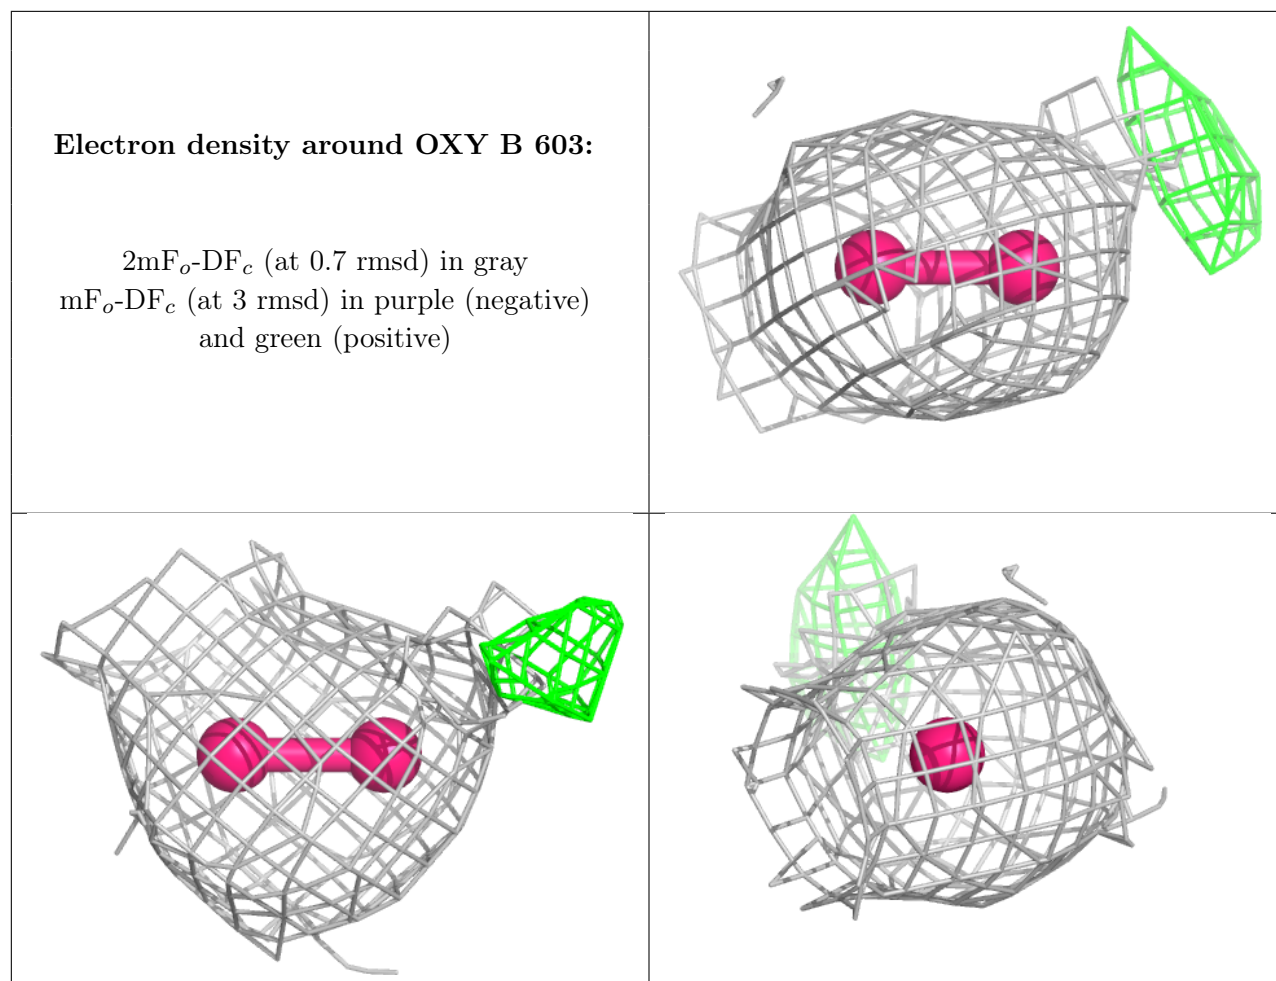 Electron density around OXY B 603:
2mFo-DFc (at 0.7 rmsd) in gray
mFo-DFc (at 3 rmsd) in purple (negative)
and green (positive)